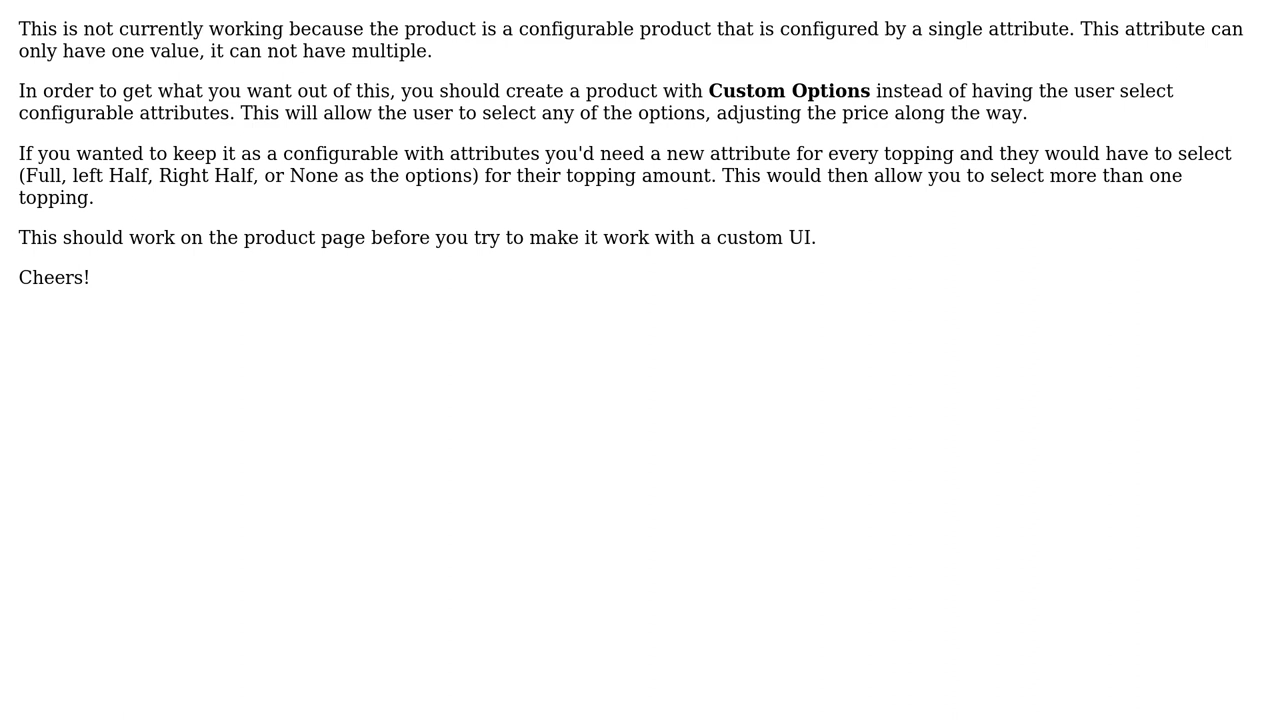 This is not currently working because the product is a configurable product that is configured by a single attribute. This attribute can
only have one value, it can not have multiple.
In order to get what you want out of this, you should create a product with Custom Options instead of having the user select
configurable attributes. This will allow the user to select any of the options, adjusting the price along the way.
If you wanted to keep it as a configurable with attributes you'd need a new attribute for every topping and they would have to select
(Full, left Half, Right Half, or None as the options) for their topping amount. This would then allow you to select more than one
topping.
This should work on the product page before you try to make it work with a custom UI.
Cheers!